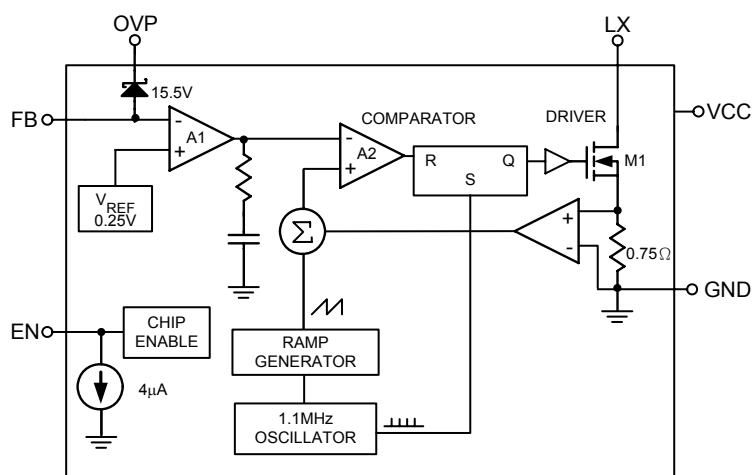 OVP
LX
15.5V
FB
-
A1
+
COMPARATOR
-
A2
+
DRIVER
VCC
R
Q
S
M1
VREF
0.25V
Σ
+
-
0.75Ω
GND
EN
CHIP
ENABLE
4μA
RAMP
GENERATOR
1.1MHz
OSCILLATOR